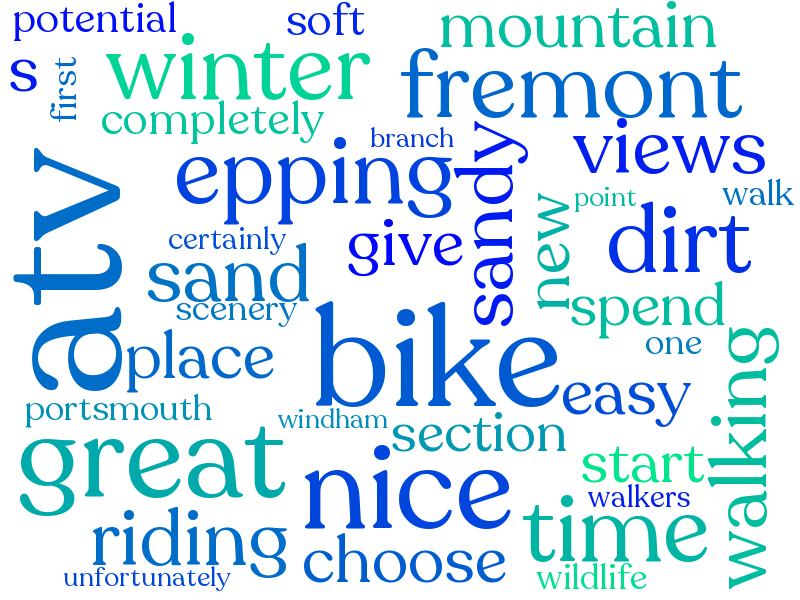 potential
soft
mountain
s
first
winter
fremont
completely
branch
views
epping
sandy
walk
atv
point
certainly
give
new
dirt
sand
scenery
spend
place
bike
one
easy
walking
portsmouth
windham
section
great
nice
start
walkers
riding
choose
time
unfortunately
wildlife